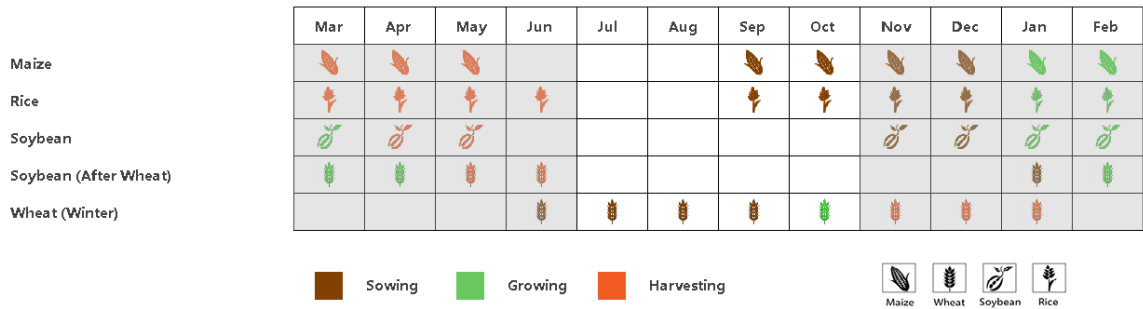 Mar Apr May Jun Jul Aug Sep Oct Nov Dec Jan Feb
Maize
Rice
Soybean
Soybean (After Wheat)
Wheat (Winter)
Sowing Growing Harvesting
Maize Wheat Soybean Rice